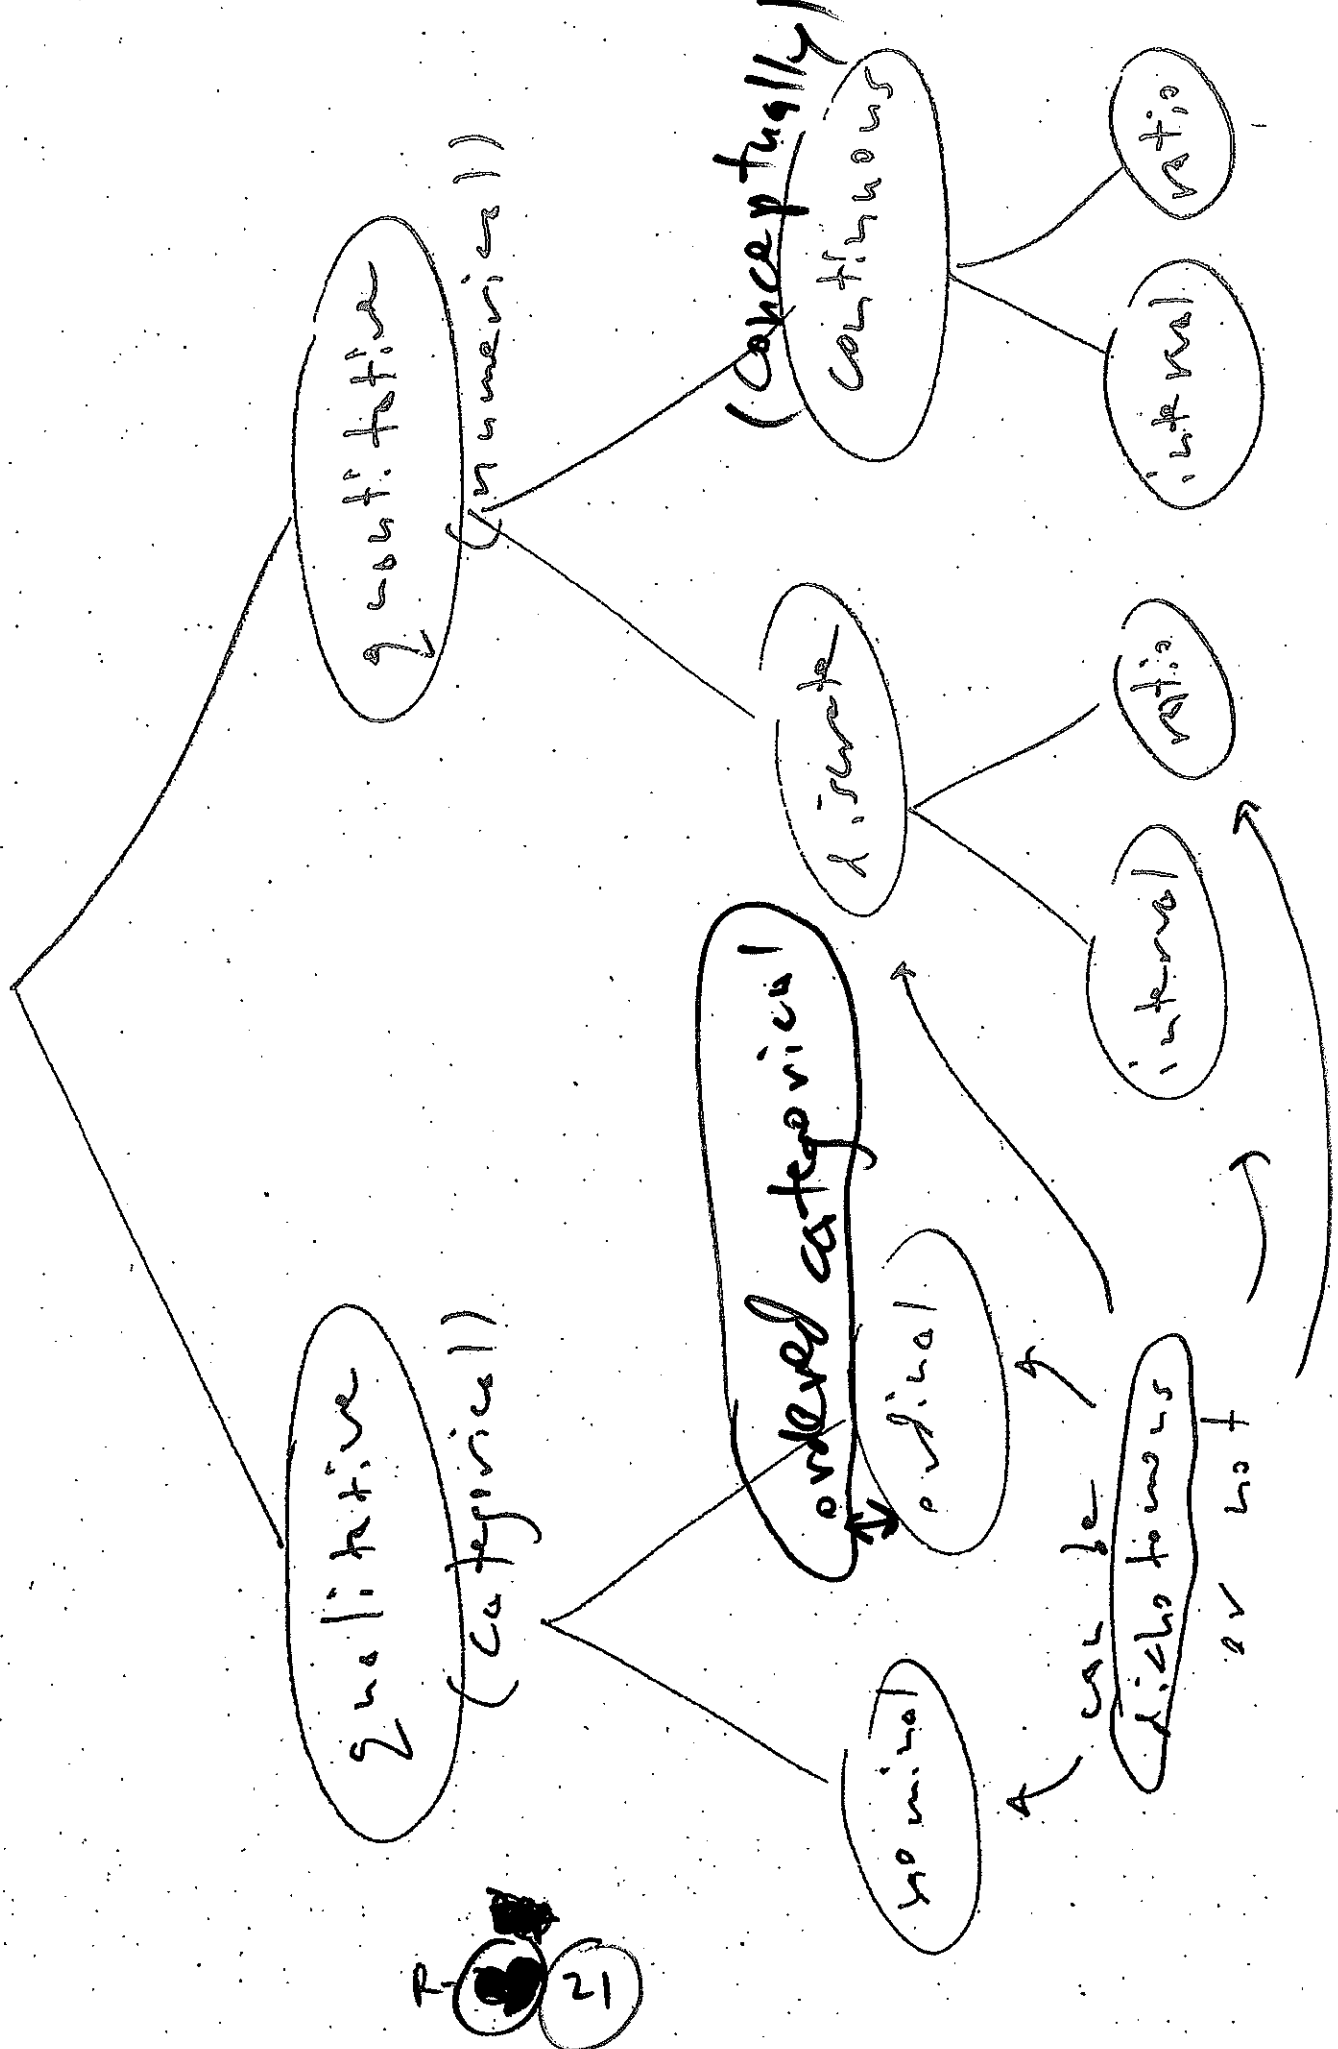 R-
21
qualitative
(categorical)
quantitative
(numerical)
(conceptually)
ordered categorical
nominal
ordinal
discrete
continuous
can be
dichotomous
or not
interval
ratio
interval
ratio